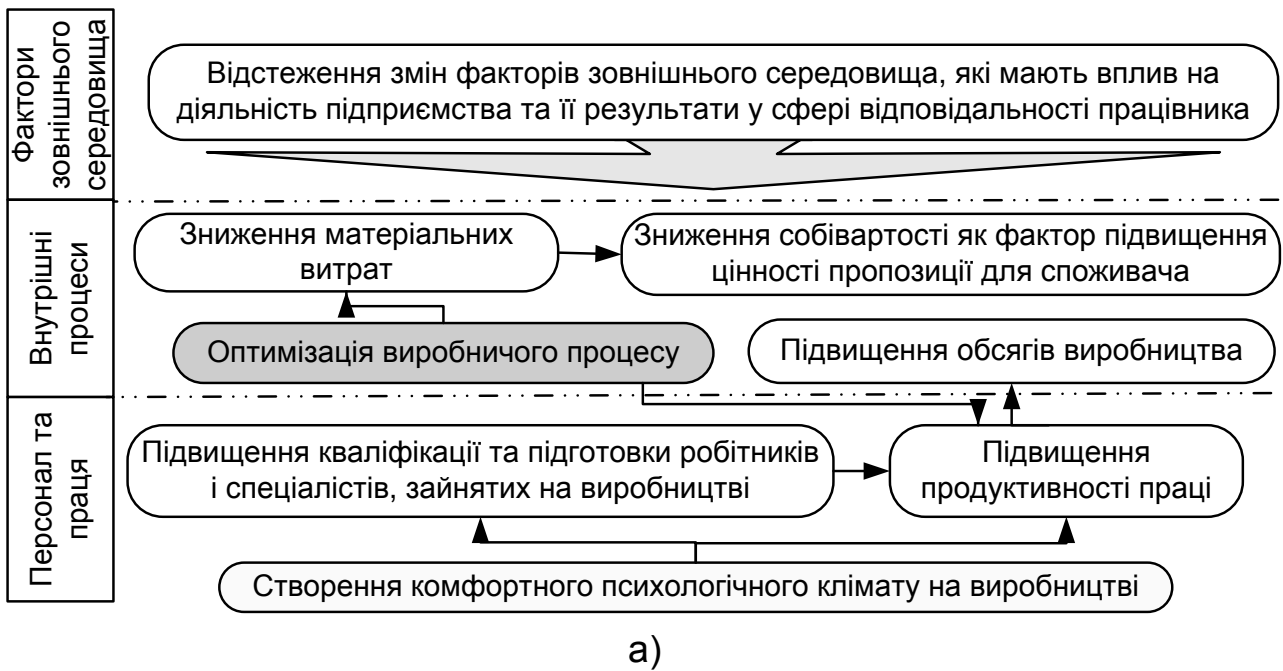 Фактори
зовнішнього
середовища
Відстеження змін факторів зовнішнього середовища, які мають вплив на
діяльність підприємства та її результати у сфері відповідальності працівника
Внутрішні
процеси
Зниження матеріальних
витрат
Зниження собівартості як фактор підвищення
цінності пропозиції для споживача
Оптимізація виробничого процесу
Підвищення обсягів виробництва
Персонал та
праця
Підвищення кваліфікації та підготовки робітників
і спеціалістів, зайнятих на виробництві
Підвищення
продуктивності праці
Створення комфортного психологічного клімату на виробництві
а)